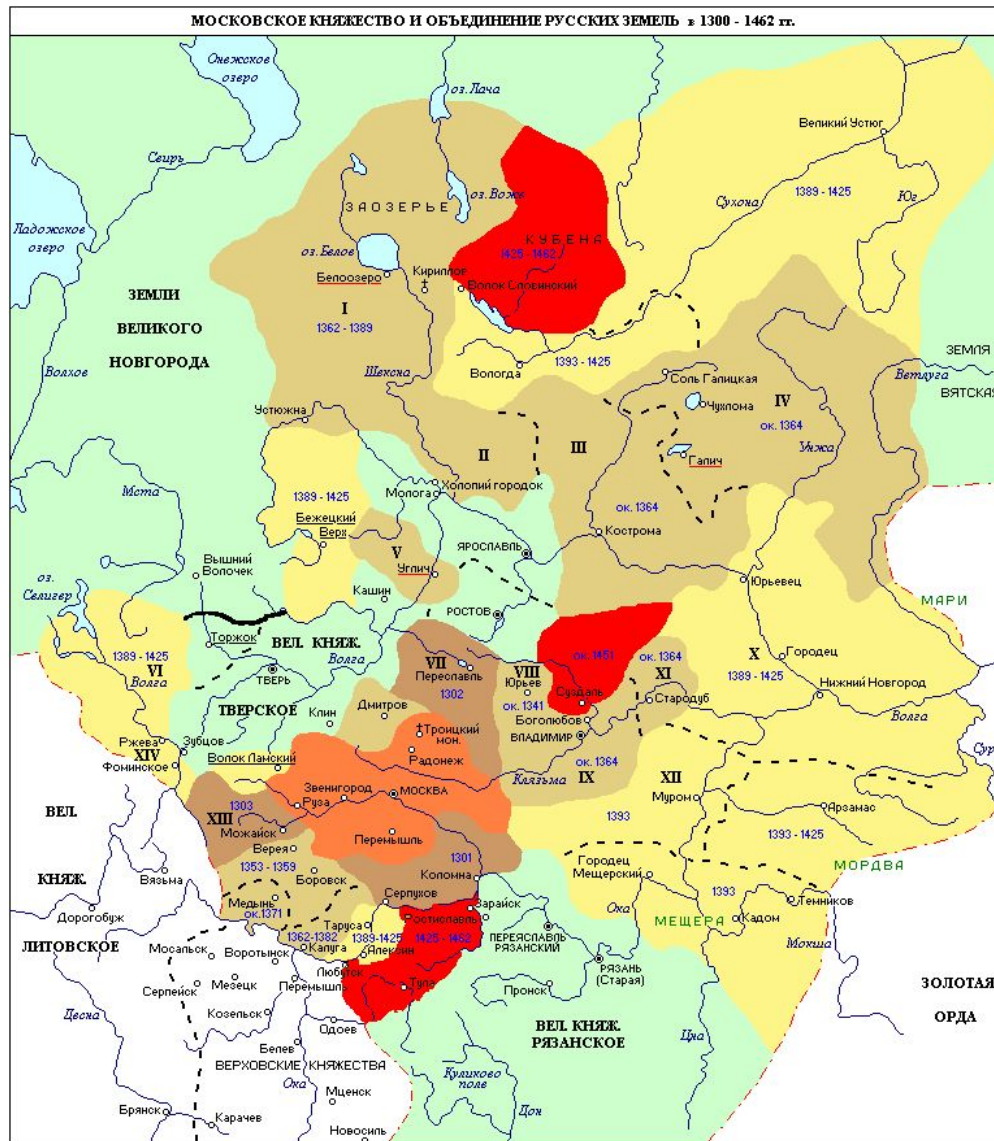 МОСКОВСКОЕ КНЯЖЕСТВО И ОБЪЕДИНЕНИЕ РУССКИХ ЗЕМЕЛЬ в 1300 - 1462 гг.
Онежское
озеро
оз. Лача
Великий Устюг
Свирь
Ладожское
озеро
ЗАОЗЕРЬЕ
оз. Воже
Сухона
1389 - 1425
Юг
КУБЕНА
1425 - 1462
оз. Белое
Белоозеро
Кириллов
Волок Словинский
ЗЕМЛИ
ВЕЛИКОГО
НОВГОРОДА
I
1362 - 1389
Волхов
Шексна
Вологда
1393 - 1425
Соль Галицкая
Чухлома
IV
ок. 1364
Ветлуга
ЗЕМЛЯ
ВЯТСКАЯ
Устюжна
II
III
Галич
Унжа
Мста
1389 - 1425
Бежецкий
Верх
Холопий городок
Молога
ок. 1364
Кострома
V
Углич
ЯРОСЛАВЛЬ
Вышний
Волочек
оз.
Селигер
Кашин
РОСТОВ
Юрьевец
МАРИ
Торжок
ВЕЛ. КНЯЖ.
Волга
ТВЕРЬ
ТВЕРСКОЕ
1389 - 1425
VI
Волга
VII
Переславль
1302
VIII
Юрьев
ок. 1341
ок. 1451
ок. 1364
XI
Суздаль
Стародуб
X
1389 - 1425
Городец
Нижний Новгород
Волга
Сур
Клин
Дмитров
Боголюбов
ВЛАДИМИР
Троицкий
мон.
Радонеж
Ржева
Зубцов
XIV
Фоминское
Волок Ламский
ок. 1364
Клязьма
IX
XII
Муром
Арзамас
ВЕЛ.
КНЯЖ.
ЛИТОВСКОЕ
Звенигород
Руза
МОСКВА
1303
XIII
Можайск
Перемышль
1393
1393 - 1425
Верея
1353 - 1359
Боровск
1301
Коломна
Городец
Мещерский
МОРДВА
Вязьма
Дорогобуж
Медынь
ок.1371
Серпухов
Зарайск
Ока
МЕЩЕРА
1393
Кадом
Темников
Мокша
Таруса
Ростиславль
1362-1382
Калуга
1389-1425
Алексин
1425 - 1462
ПЕРЕЯСЛАВЛЬ
РЯЗАНСКИЙ
РЯЗАНЬ
(Старая)
Мосальск
Воротынск
Любутск
Серпейск
Мезецк
Перемышль
Тула
Пронск
ЗОЛОТАЯ
ОРДА
Десна
Козельск
Одоев
ВЕЛ. КНЯЖ.
РЯЗАНСКОЕ
Цна
Белев
ВЕРХОВСКИЕ КНЯЖЕСТВА
Ока
Мценск
Куликово
поле
Брянск
Карачев
Новосиль
Дон